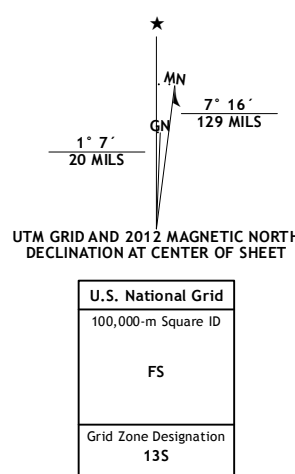 ★
MN
GN
7° 16´
129 MILS
1° 7´
20 MILS
UTM GRID AND 2012 MAGNETIC NORTH
DECLINATION AT CENTER OF SHEET
U.S. National Grid
100,000-m Square ID
FS
Grid Zone Designation
13S